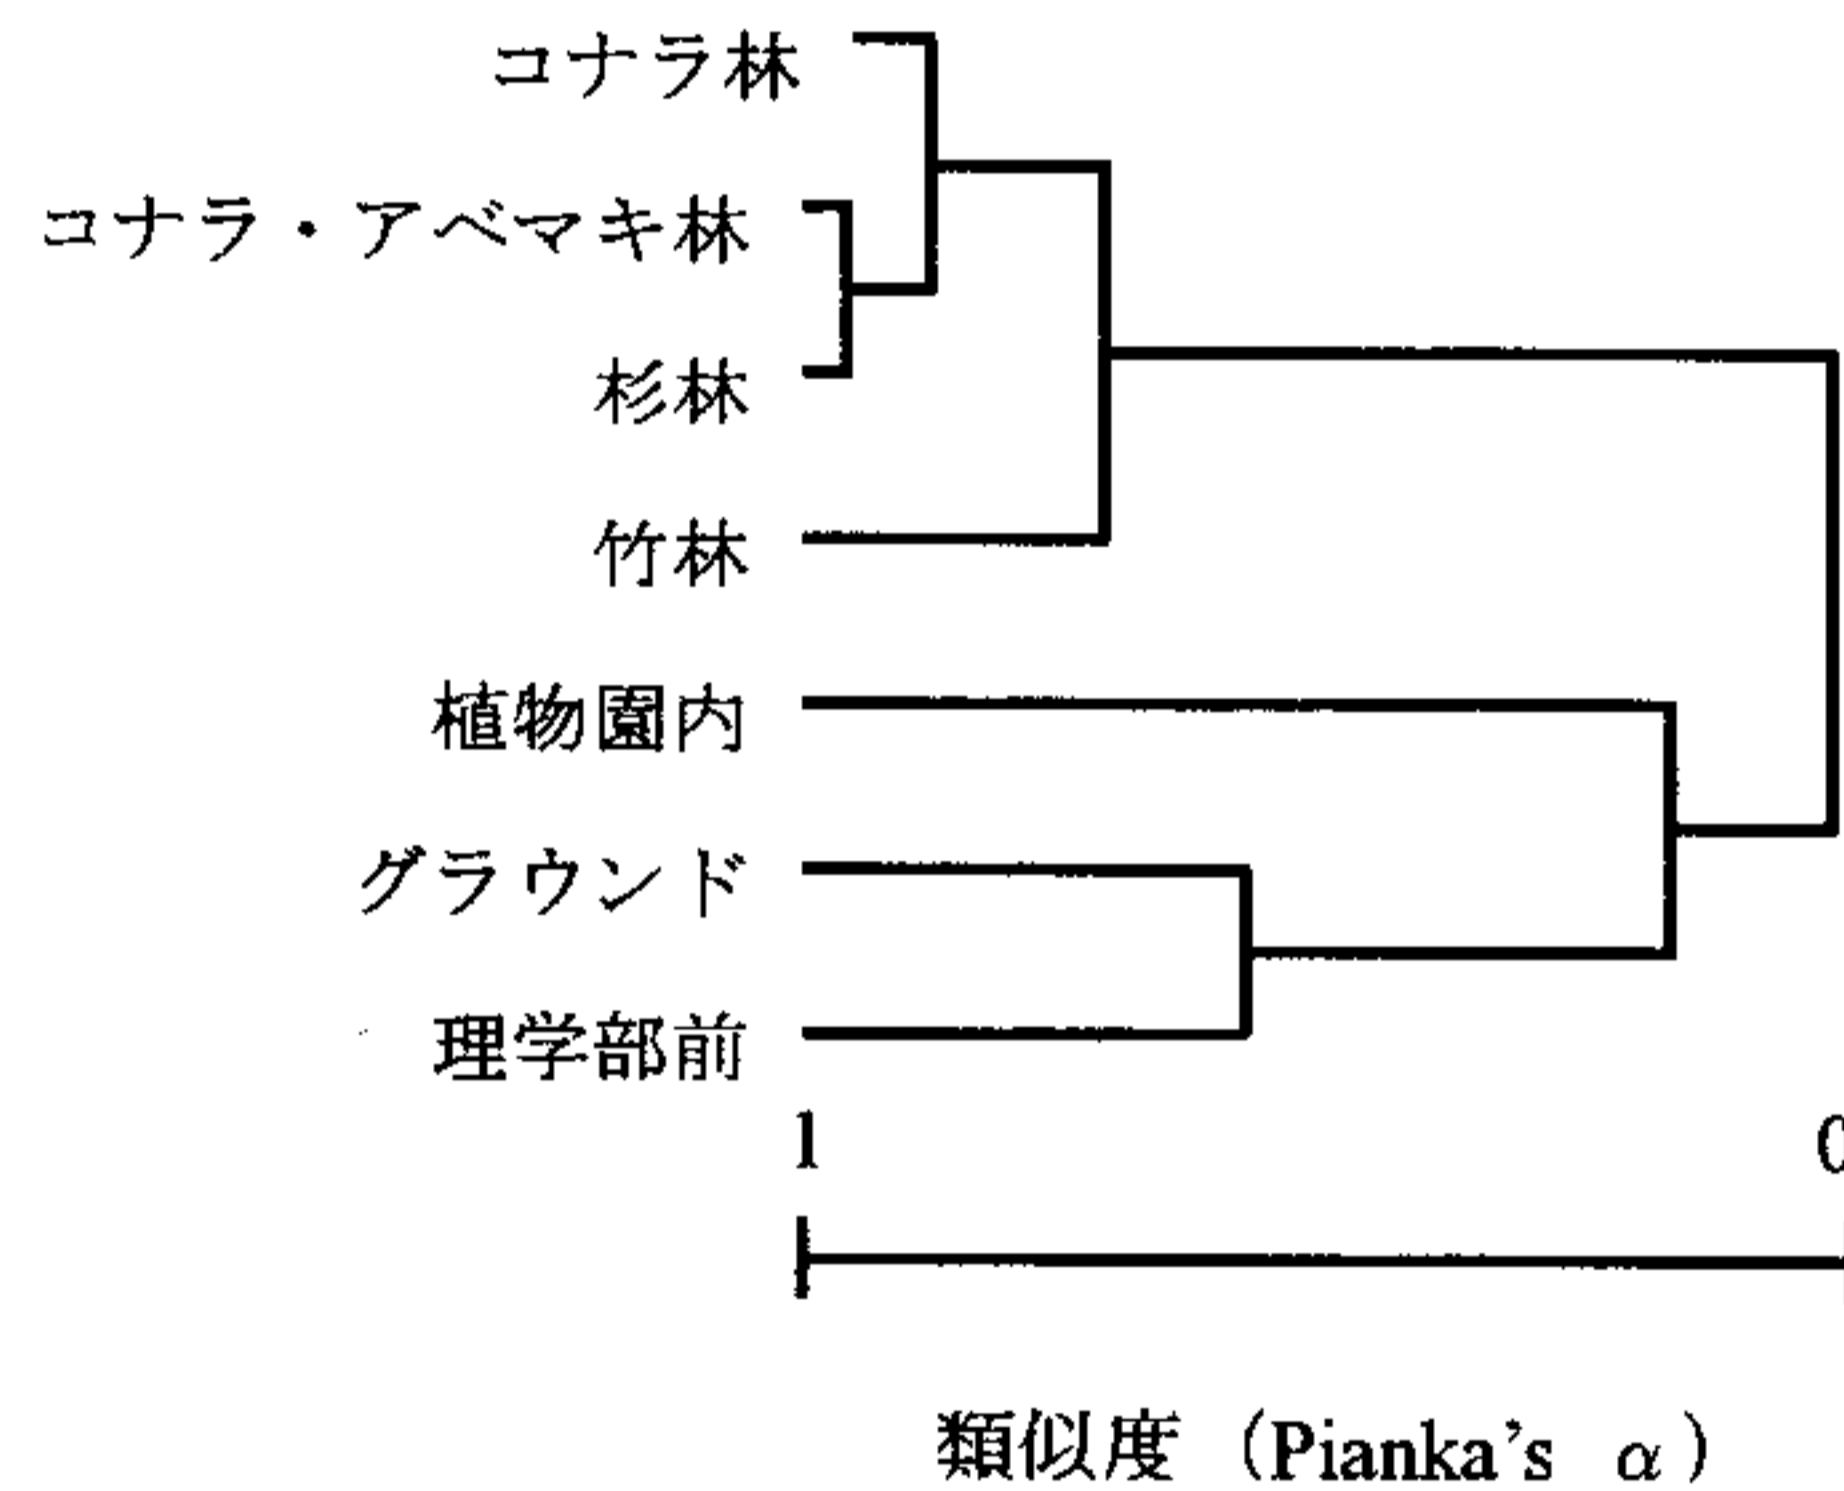 コナラ林
コナラ・アベマキ林
杉林
竹林
植物園内
グラウンド
理学部前
1 0
類似度（Pianka's α）